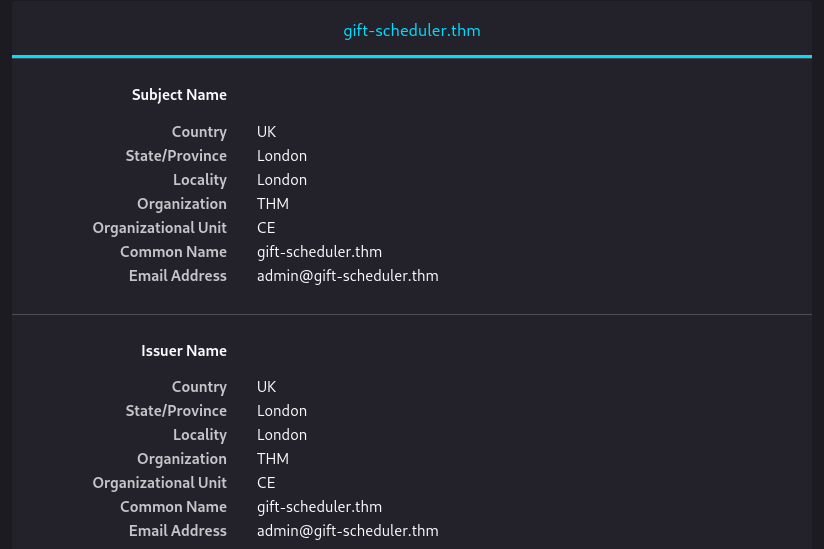 gift-scheduler.thm
Subject Name
Country UK
State/Province London
Locality London
Organization THM
Organizational Unit CE
Common Name gift-scheduler.thm
Email Address admin@gift-scheduler.thm
Issuer Name
Country UK
State/Province London
Locality London
Organization THM
Organizational Unit CE
Common Name gift-scheduler.thm
Email Address admin@gift-scheduler.thm